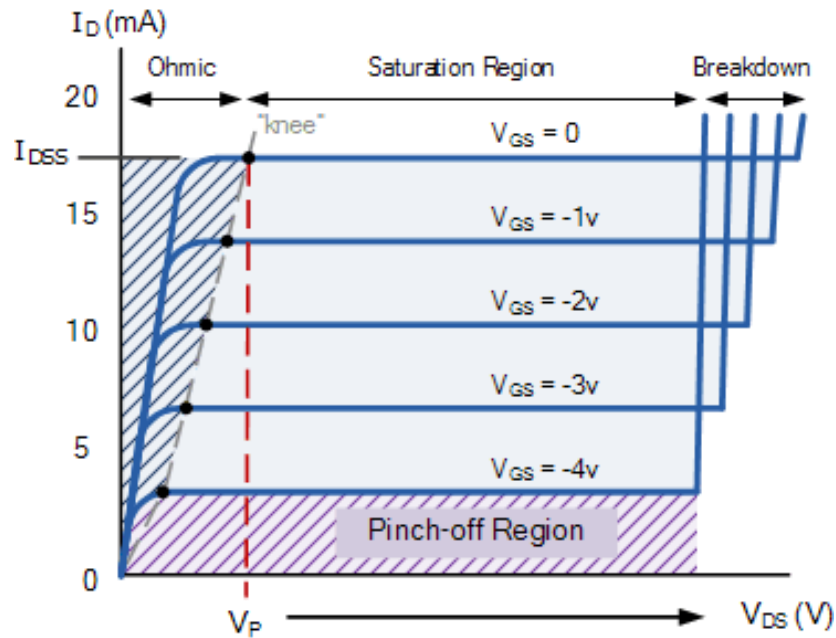 I_D (mA)
Ohmic Saturation Region Breakdown
20
"knee"
V_GS = 0
I_DSS
15
V_GS = -1v
10
V_GS = -2v
V_GS = -3v
5
V_GS = -4v
Pinch-off Region
0
V_P
V_DS (V)